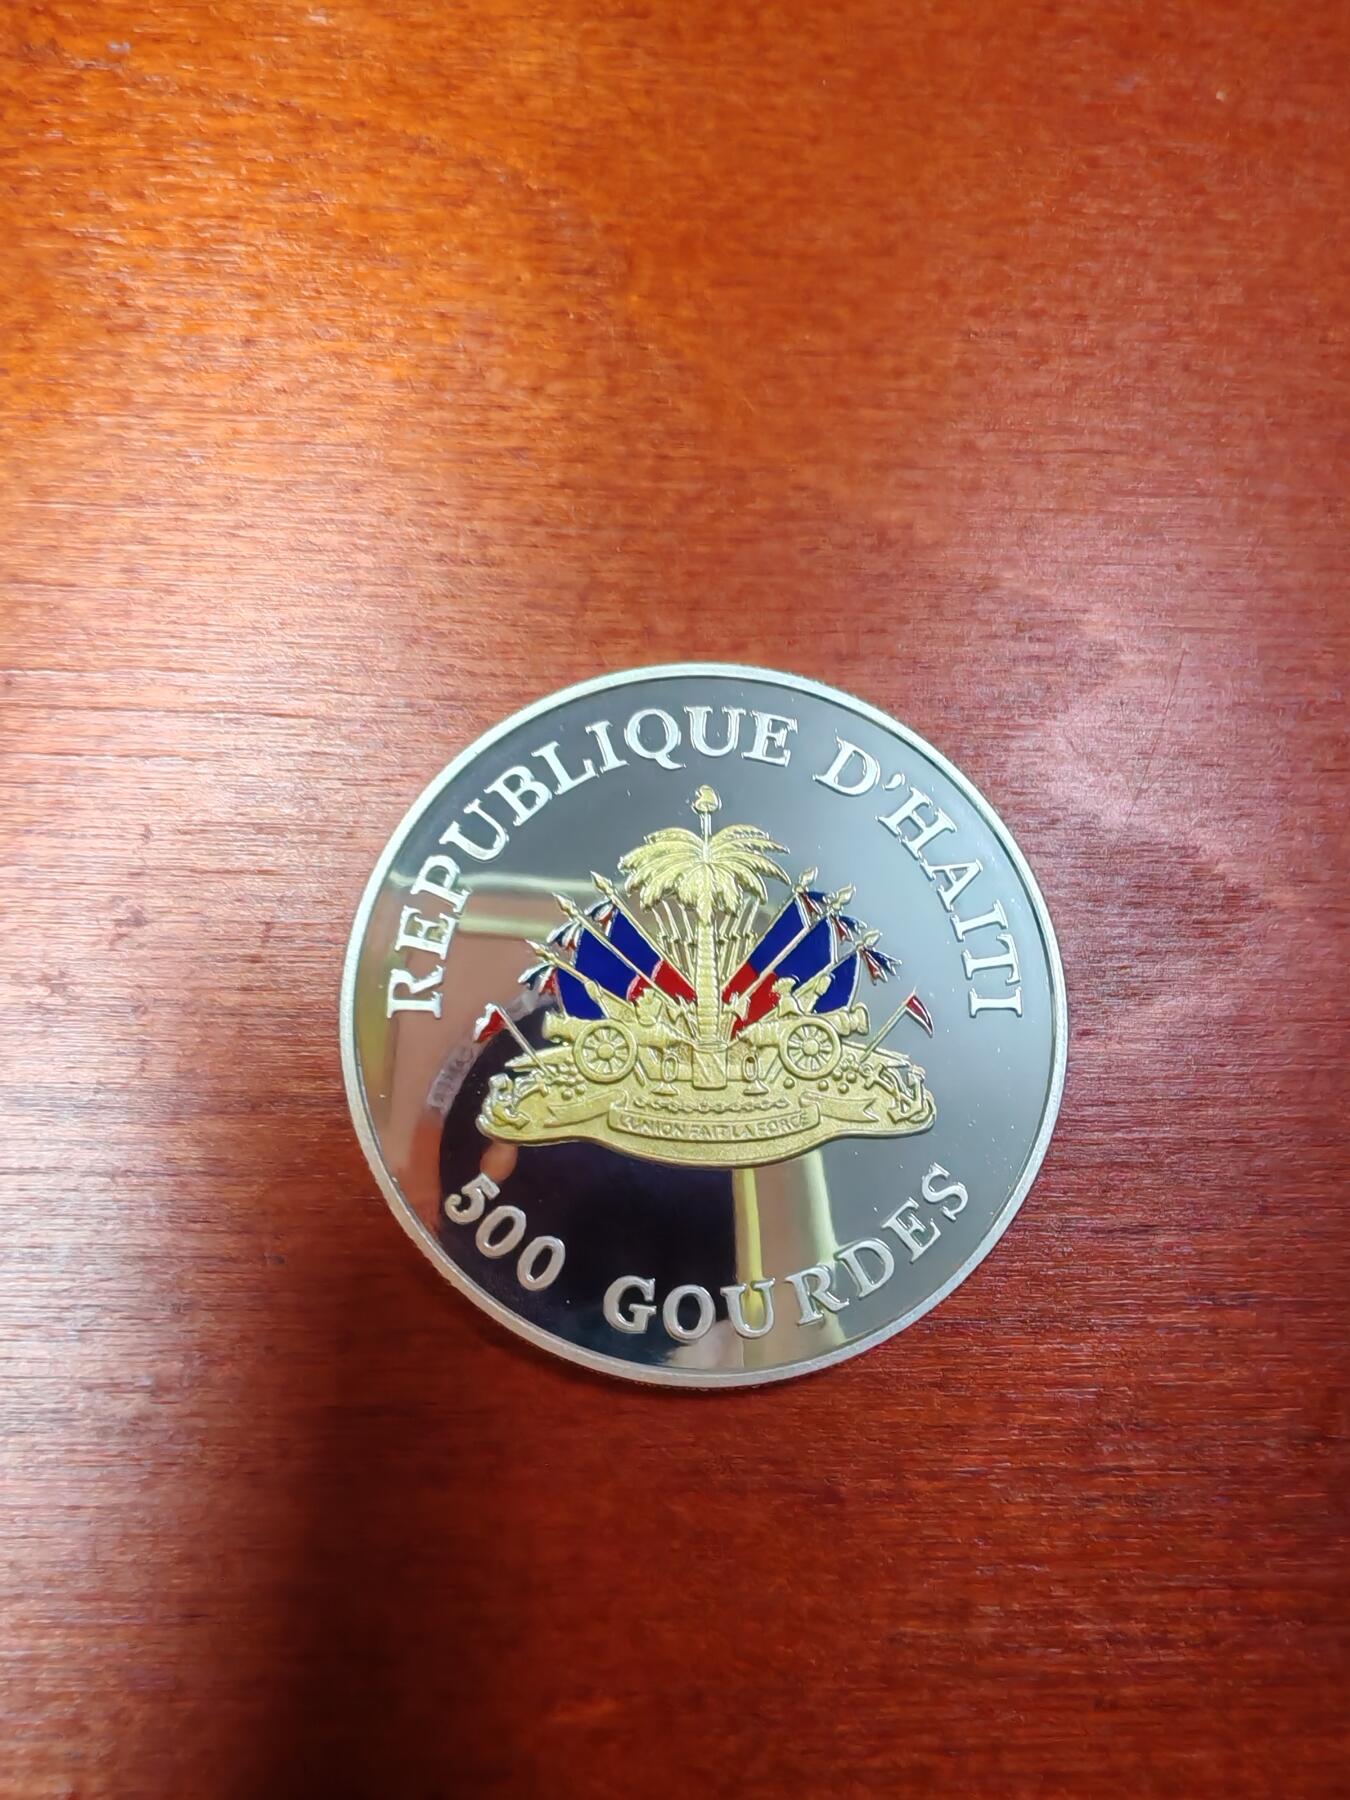 REPUBLIQUE D'HAITI
L'UNION FAIT LA FORCE
500 GOURDES